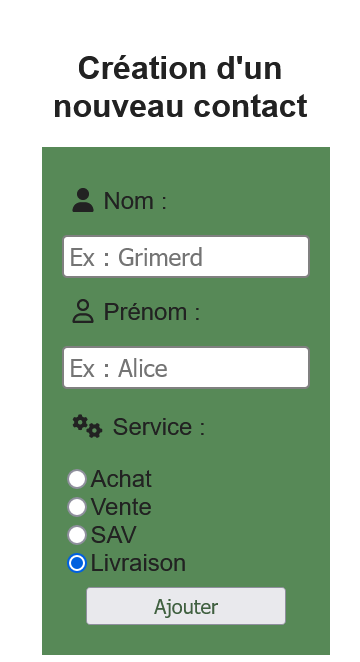 Création d'un
nouveau contact
Nom :
Ex : Grimerd
Prénom :
Ex : Alice
Service :
Achat
Vente
SAV
Livraison
Ajouter